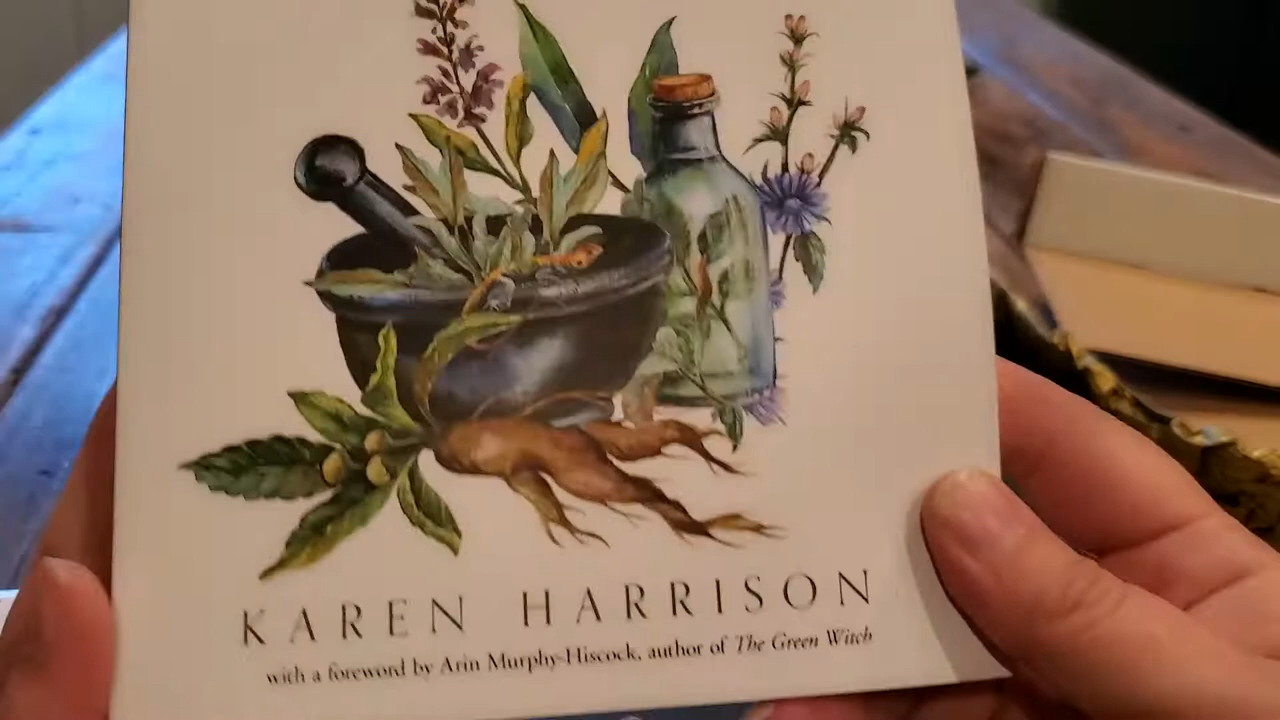 KAREN HARRISON
with a foreword by Arin Murphy-Hiscock, author of The Green Witch